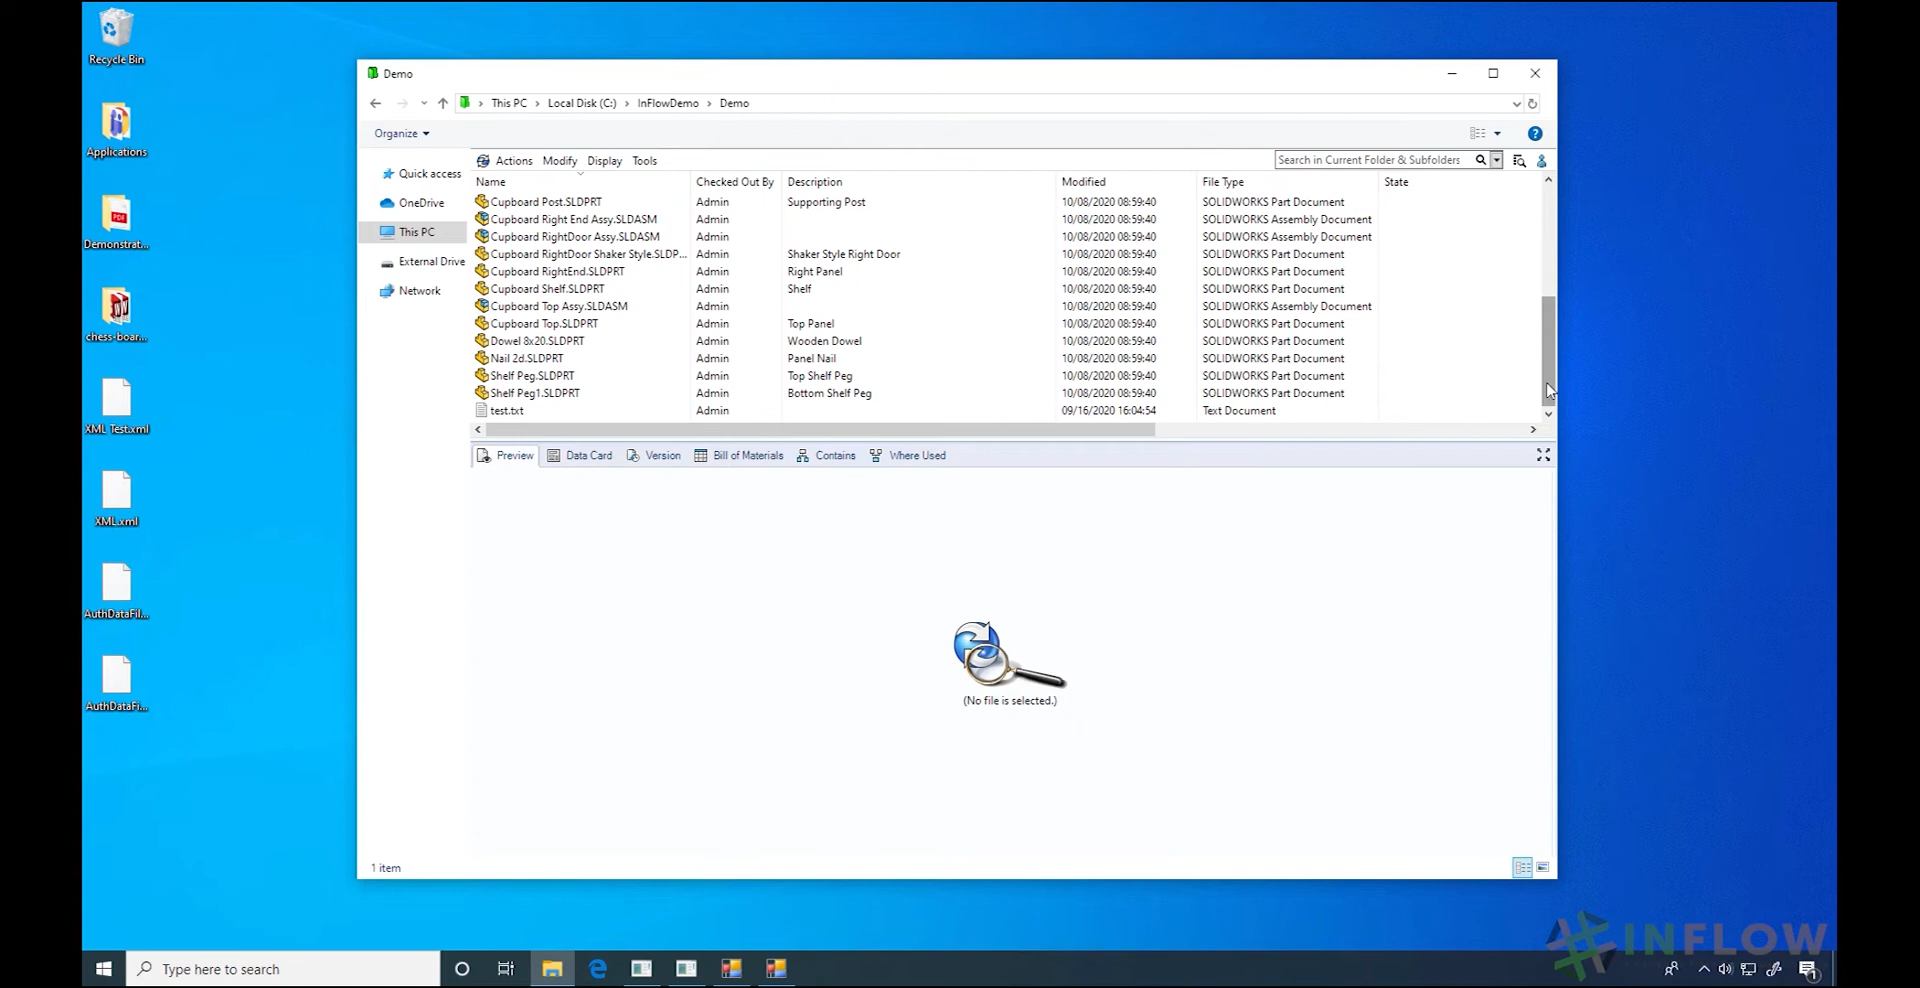 Recycle Bin
Applications
Demonstrat...
chess-boar...
XML Test.xml
XML.xml
AuthDataFil...
AuthDataFi...
Demo
This PC > Local Disk (C:) > InFlowDemo > Demo
Organize
Quick access
OneDrive
This PC
External Drive
Network
Actions Modify Display Tools
Search in Current Folder & Subfolders
Name Checked Out By Description Modified File Type State
Cupboard Post.SLDPRT Admin Supporting Post 10/08/2020 08:59:40 SOLIDWORKS Part Document
Cupboard Right End Assy.SLDASM Admin 10/08/2020 08:59:40 SOLIDWORKS Assembly Document
Cupboard RightDoor Assy.SLDASM Admin 10/08/2020 08:59:40 SOLIDWORKS Assembly Document
Cupboard RightDoor Shaker Style.SLDP... Admin Shaker Style Right Door 10/08/2020 08:59:40 SOLIDWORKS Part Document
Cupboard RightEnd.SLDPRT Admin Right Panel 10/08/2020 08:59:40 SOLIDWORKS Part Document
Cupboard Shelf.SLDPRT Admin Shelf 10/08/2020 08:59:40 SOLIDWORKS Part Document
Cupboard Top Assy.SLDASM Admin 10/08/2020 08:59:40 SOLIDWORKS Assembly Document
Cupboard Top.SLDPRT Admin Top Panel 10/08/2020 08:59:40 SOLIDWORKS Part Document
Dowel 8x20.SLDPRT Admin Wooden Dowel 10/08/2020 08:59:40 SOLIDWORKS Part Document
Nail 2d.SLDPRT Admin Panel Nail 10/08/2020 08:59:40 SOLIDWORKS Part Document
Shelf Peg.SLDPRT Admin Top Shelf Peg 10/08/2020 08:59:40 SOLIDWORKS Part Document
Shelf Peg1.SLDPRT Admin Bottom Shelf Peg 10/08/2020 08:59:40 SOLIDWORKS Part Document
test.txt Admin 09/16/2020 16:04:54 Text Document
Preview Data Card Version Bill of Materials Contains Where Used
(No file is selected.)
1 item
INFLOW
Type here to search
1